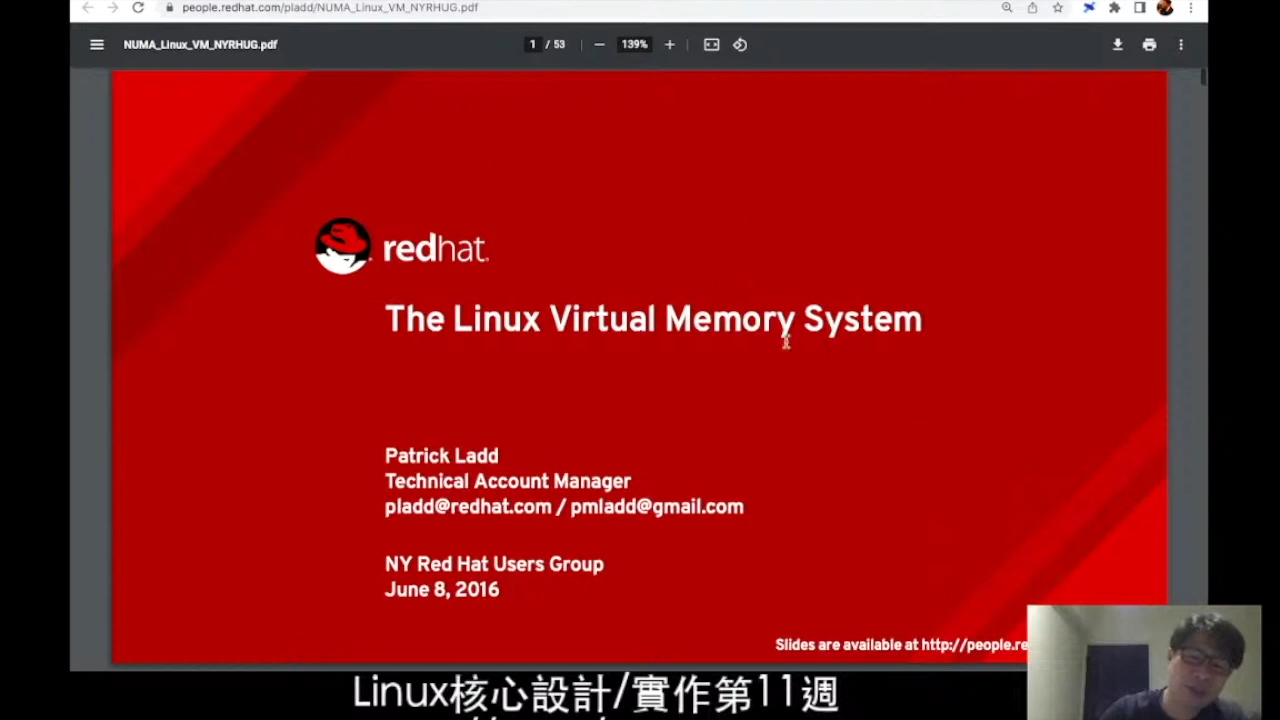 people.redhat.com/pladd/NUMA_Linux_VM_NYRHUG.pdf
NUMA_Linux_VM_NYRHUG.pdf
1 / 53
139%
redhat.
The Linux Virtual Memory System
Patrick Ladd
Technical Account Manager
pladd@redhat.com / pmladd@gmail.com
NY Red Hat Users Group
June 8, 2016
Slides are available at http://people.re
Linux核心設計/實作第11週